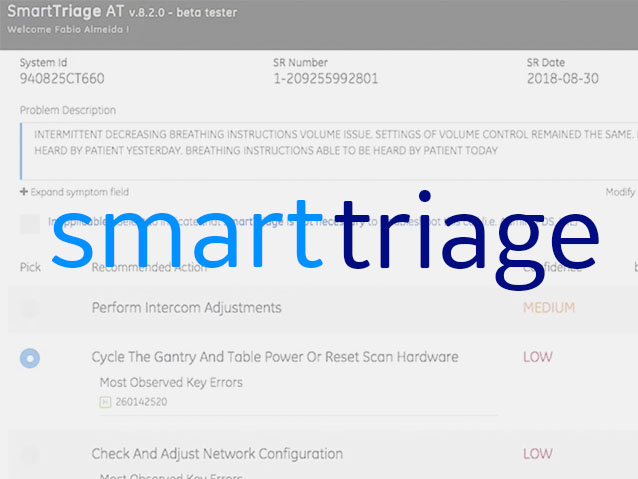 SmartTriage AT v.8.2.0 - beta tester
Welcome Fabio Almeida !
System Id SR Number SR Date
940825CT660 1-209255992801 2018-08-30
Problem Description
INTERMITTENT DECREASING BREATHING INSTRUCTIONS VOLUME ISSUE. SETTINGS OF VOLUME CONTROL REMAINED THE SAME.
HEARD BY PATIENT YESTERDAY. BREATHING INSTRUCTIONS ABLE TO BE HEARD BY PATIENT TODAY
+ Expand symptom field Modify
smart triage
Pick Recommended Action Confidence
Perform Intercom Adjustments MEDIUM
Cycle The Gantry And Table Power Or Reset Scan Hardware LOW
Most Observed Key Errors
H 260142520
Check And Adjust Network Configuration LOW
Most Observed Key Errors